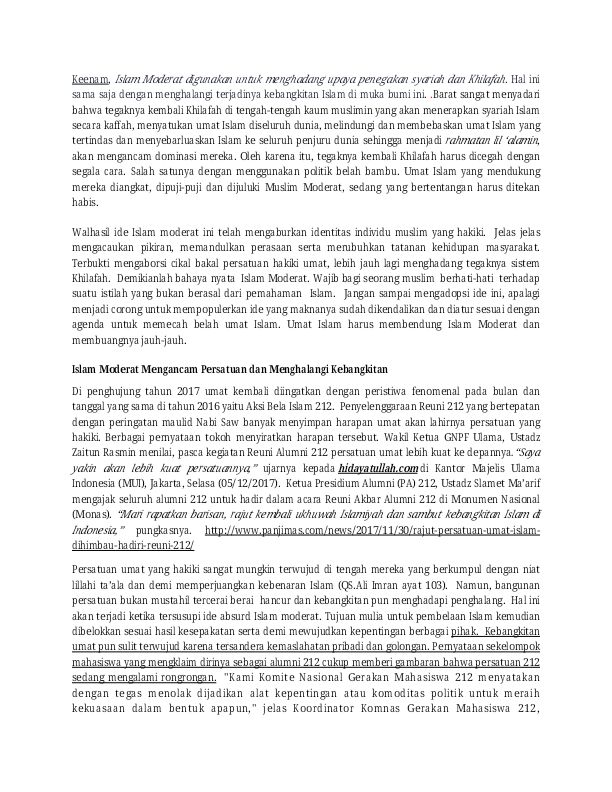 Keenam, Islam Moderat digunakan untuk menghadang upaya penegakan syariah dan Khilafah. Hal ini
sama saja dengan menghalangi terjadinya kebangkitan Islam di muka bumi ini. .Barat sangat menyadari
bahwa tegaknya kembali Khilafah di tengah-tengah kaum muslimin yang akan menerapkan syariah Islam
secara kaffah, menyatukan umat Islam diseluruh dunia, melindungi dan membebaskan umat Islam yang
tertindas dan menyebarluaskan Islam ke seluruh penjuru dunia sehingga menjadi rahmatan lil ‘alamin,
akan mengancam dominasi mereka. Oleh karena itu, tegaknya kembali Khilafah harus dicegah dengan
segala cara. Salah satunya dengan menggunakan politik belah bambu. Umat Islam yang mendukung
mereka diangkat, dipuji-puji dan dijuluki Muslim Moderat, sedang yang bertentangan harus ditekan
habis.
Walhasil ide Islam moderat ini telah mengaburkan identitas individu muslim yang hakiki. Jelas jelas
mengacaukan pikiran, memandulkan perasaan serta merubuhkan tatanan kehidupan masyarakat.
Terbukti mengaborsi cikal bakal persatuan hakiki umat, lebih jauh lagi menghadang tegaknya sistem
Khilafah. Demikianlah bahaya nyata Islam Moderat. Wajib bagi seorang muslim berhati-hati terhadap
suatu istilah yang bukan berasal dari pemahaman Islam. Jangan sampai mengadopsi ide ini, apalagi
menjadi corong untuk mempopulerkan ide yang maknanya sudah dikendalikan dan diatur sesuai dengan
agenda untuk memecah belah umat Islam. Umat Islam harus membendung Islam Moderat dan
membuangnya jauh-jauh.
Islam Moderat Mengancam Persatuan dan Menghalangi Kebangkitan
Di penghujung tahun 2017 umat kembali diingatkan dengan peristiwa fenomenal pada bulan dan
tanggal yang sama di tahun 2016 yaitu Aksi Bela Islam 212. Penyelenggaraan Reuni 212 yang bertepatan
dengan peringatan maulid Nabi Saw banyak menyimpan harapan umat akan lahirnya persatuan yang
hakiki. Berbagai pernyataan tokoh menyiratkan harapan tersebut. Wakil Ketua GNPF Ulama, Ustadz
Zaitun Rasmin menilai, pasca kegiatan Reuni Alumni 212 persatuan umat lebih kuat ke depannya. “Saya
yakin akan lebih kuat persatuannya,” ujarnya kepada hidayatullah.com di Kantor Majelis Ulama
Indonesia (MUI), Jakarta, Selasa (05/12/2017). Ketua Presidium Alumni (PA) 212, Ustadz Slamet Ma’arif
mengajak seluruh alumni 212 untuk hadir dalam acara Reuni Akbar Alumni 212 di Monumen Nasional
(Monas). “Mari rapatkan barisan, rajut kembali ukhuwah Islamiyah dan sambut kebangkitan Islam di
Indonesia,” pungkasnya. http://www.panjimas.com/news/2017/11/30/rajut-persatuan-umat-islam-
dihimbau-hadiri-reuni-212/
Persatuan umat yang hakiki sangat mungkin terwujud di tengah mereka yang berkumpul dengan niat
lillahi ta’ala dan demi memperjuangkan kebenaran Islam (QS.Ali Imran ayat 103). Namun, bangunan
persatuan bukan mustahil tercerai berai hancur dan kebangkitan pun menghadapi penghalang. Hal ini
akan terjadi ketika tersusupi ide absurd Islam moderat. Tujuan mulia untuk pembelaan Islam kemudian
dibelokkan sesuai hasil kesepakatan serta demi mewujudkan kepentingan berbagai pihak. Kebangkitan
umat pun sulit terwujud karena tersandera kemaslahatan pribadi dan golongan. Pernyataan sekelompok
mahasiswa yang mengklaim dirinya sebagai alumni 212 cukup memberi gambaran bahwa persatuan 212
sedang mengalami rongrongan. "Kami Komite Nasional Gerakan Mahasiswa 212 menyatakan
dengan tegas menolak dijadikan alat kepentingan atau komoditas politik untuk meraih
kekuasaan dalam bentuk apapun," jelas Koordinator Komnas Gerakan Mahasiswa 212,